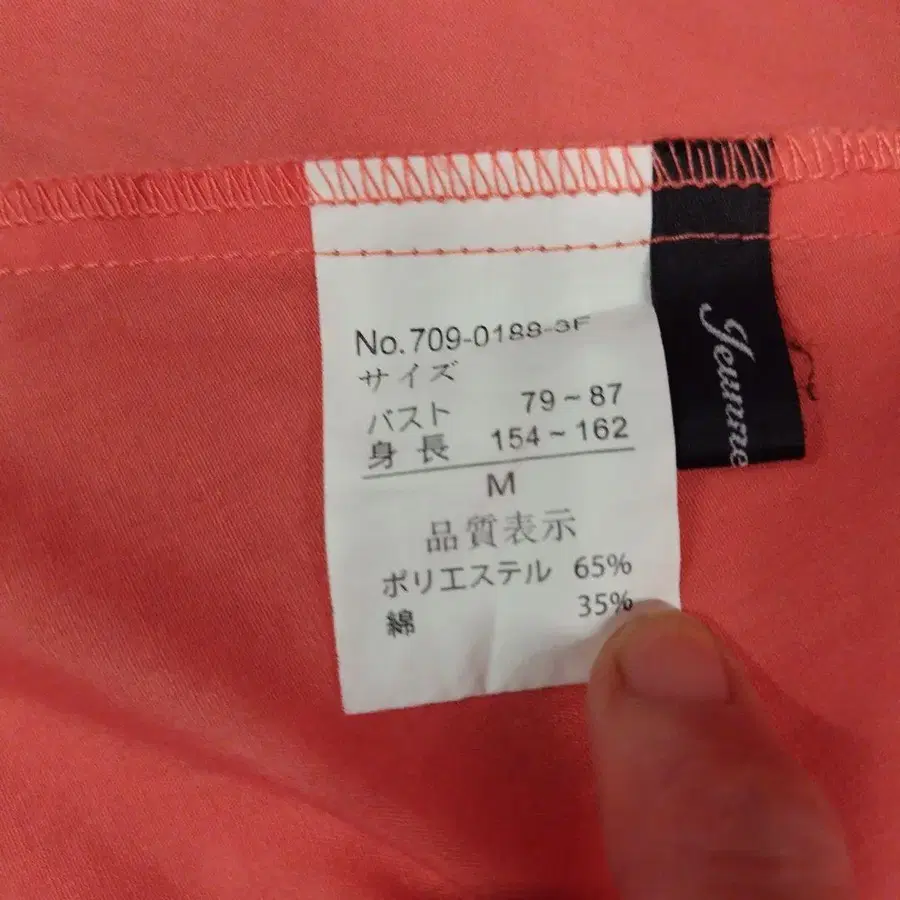 No.709-0188-3F
サイズ
バスト 79~87
身長 154~162
M
品質表示
ポリエステル 65%
綿 35%